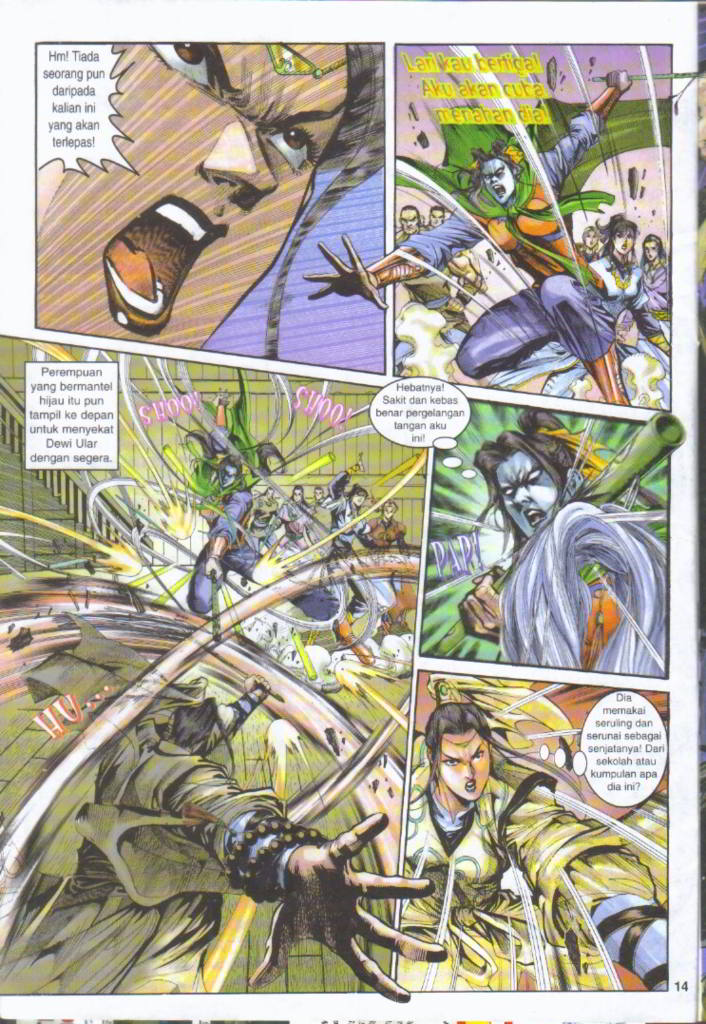 Hm! Tiada
seorang pun
daripada
kalian ini
yang akan
terlepas!
Lari kau bertiga!
Aku akan cuba
menahan dia!
Perempuan
yang bermantel
hijau itu pun
tampil ke depan
untuk menyekat
Dewi Ular
dengan segera.
Hebatnya!
Sakit dan kebas
benar pergelangan
tangan aku
ini!
PAP!
HU...
Dia
memakai
seruling dan
serunai sebagai
senjatanya! Dari
sekolah atau
kumpulan apa
dia ini?
14